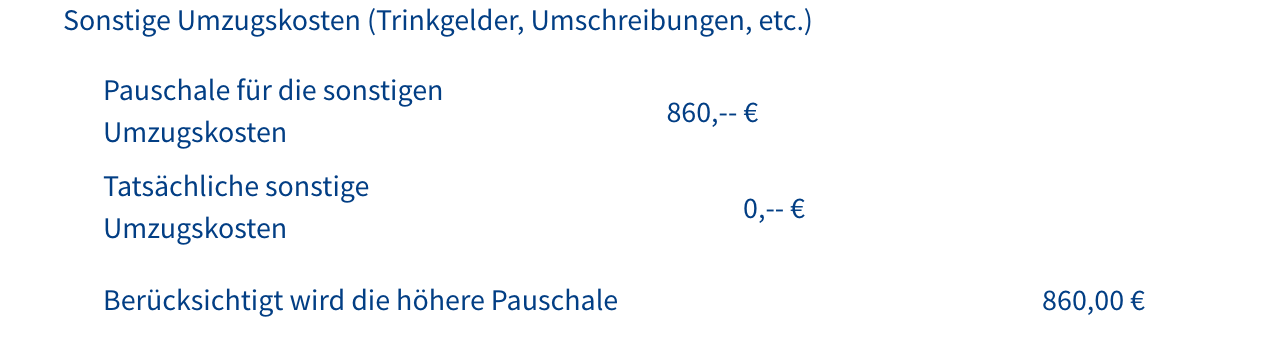 Sonstige Umzugskosten (Trinkgelder, Umschreibungen, etc.)
Pauschale für die sonstigen
Umzugskosten
860,-- €
Tatsächliche sonstige
Umzugskosten
0,-- €
Berücksichtigt wird die höhere Pauschale 860,00 €